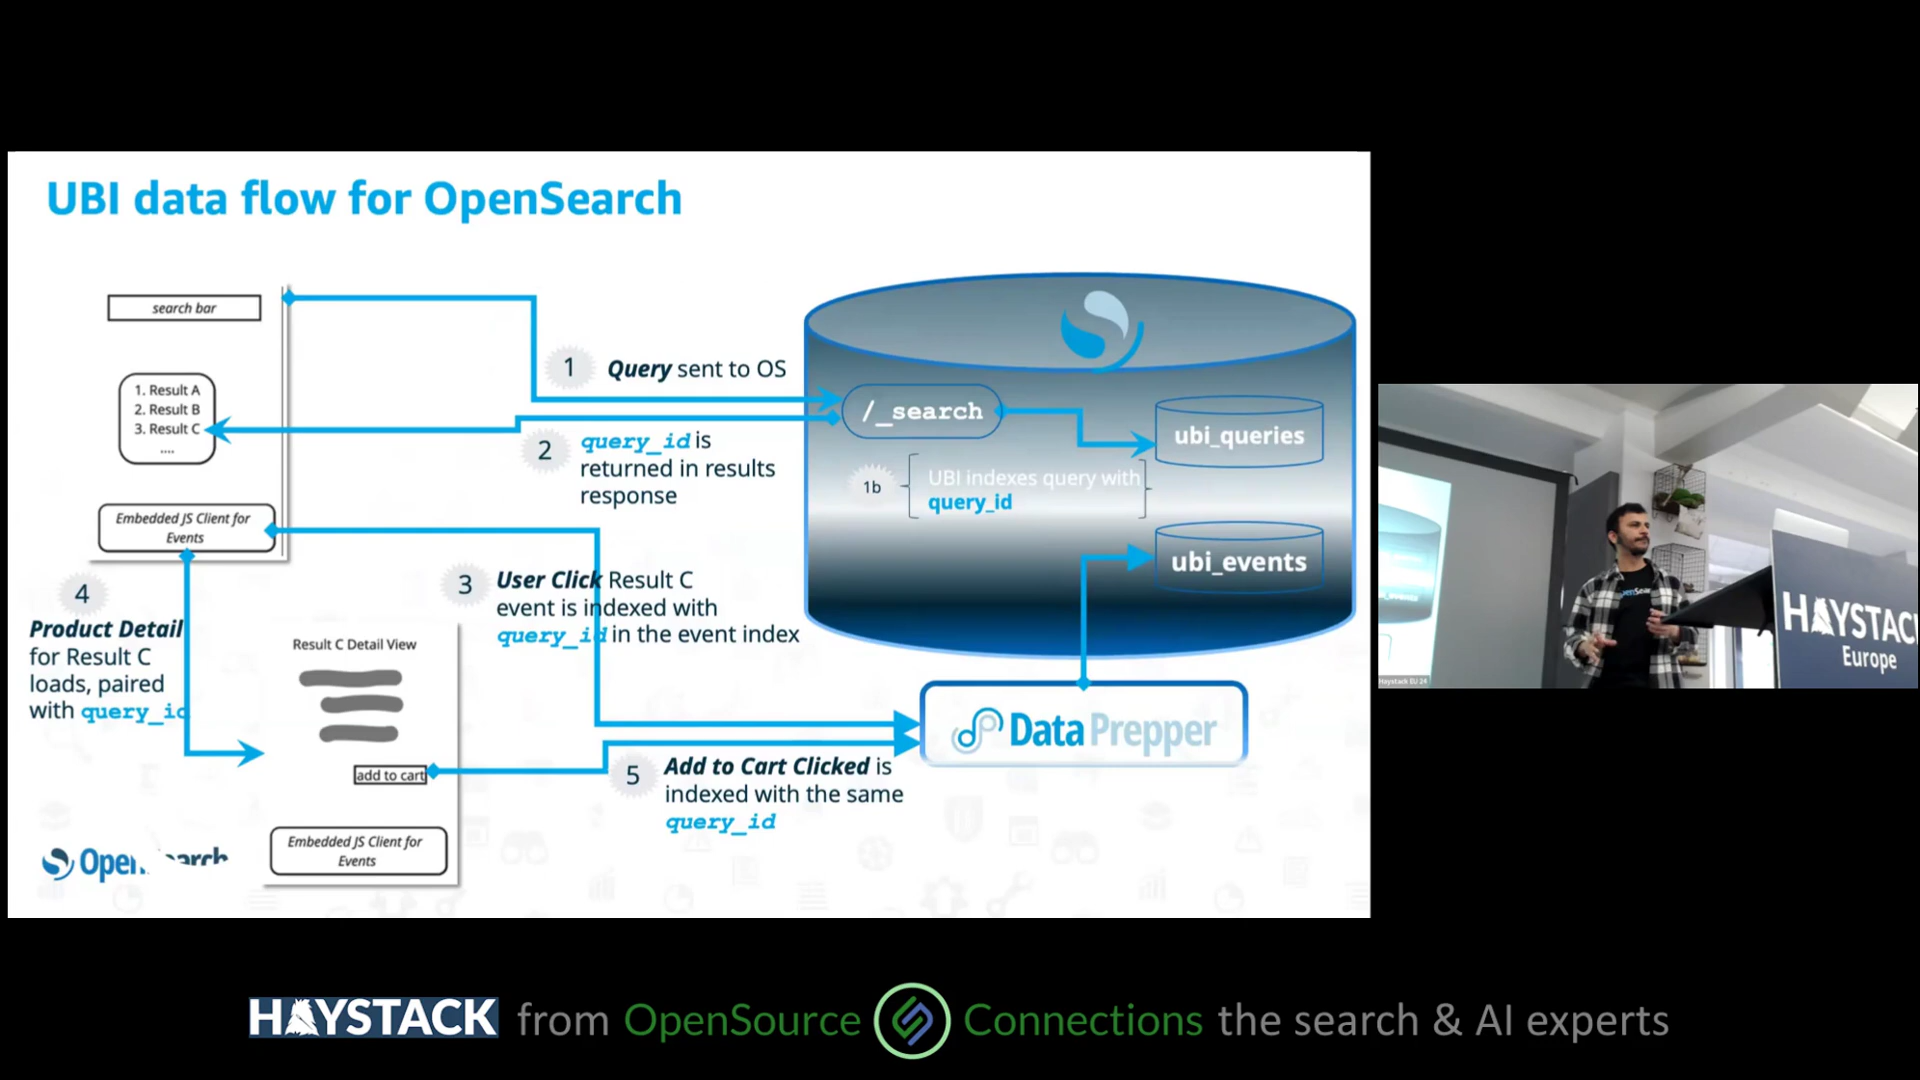 UBI data flow for OpenSearch
search bar
1. Result A
2. Result B
3. Result C
....
Embedded JS Client for
Events
1
Query sent to OS
2
query_id is
returned in results
response
/_search
ubi_queries
1b
UBI indexes query with
query_id
ubi_events
3
User Click Result C
event is indexed with
query_id in the event index
4
Product Detail
for Result C
loads, paired
with query_id
Result C Detail View
add to cart
Embedded JS Client for
Events
5
Add to Cart Clicked is
indexed with the same
query_id
Data Prepper
Haystack EU 24
HAYSTAC
Europe
HAYSTACK from OpenSource Connections the search & AI experts